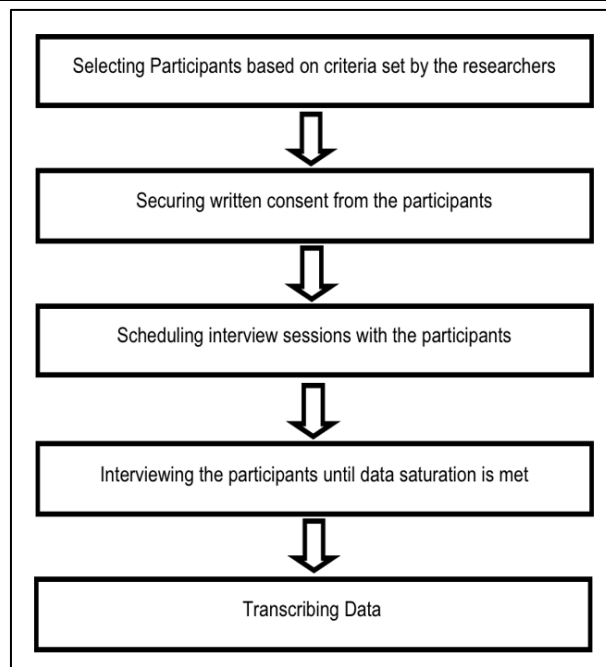 Selecting Participants based on criteria set by the researchers
Securing written consent from the participants
Scheduling interview sessions with the participants
Interviewing the participants until data saturation is met
Transcribing Data